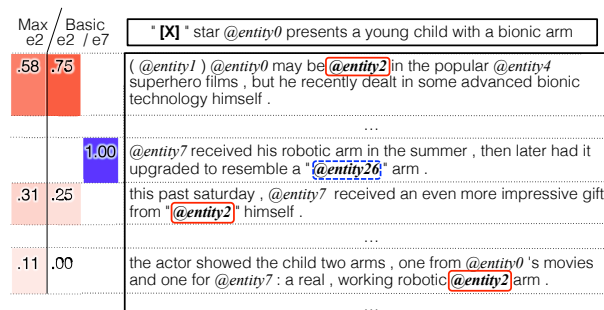 Max / Basic
e2 e2 / e7
" [X] " star @entity0 presents a young child with a bionic arm
.58 .75 ( @entity1 ) @entity0 may be @entity2 in the popular @entity4
superhero films , but he recently dealt in some advanced bionic
technology himself .
...
1.00 @entity7 received his robotic arm in the summer , then later had it
upgraded to resemble a " @entity26 " arm .
.31 .25 this past saturday , @entity7 received an even more impressive gift
from " @entity2 " himself .
...
.11 .00 the actor showed the child two arms , one from @entity0 's movies
and one for @entity7 : a real , working robotic @entity2 arm .
...